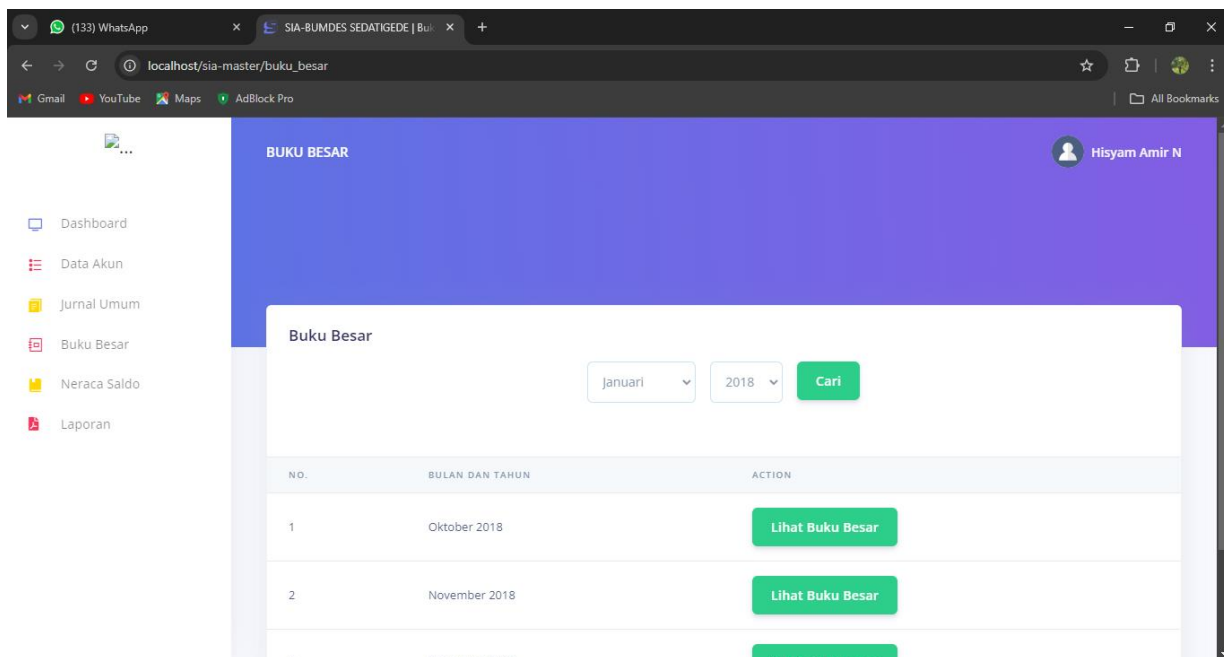 (133) WhatsApp
SIA-BUMDES SEDATIGEDE | Buk
localhost/sia-master/buku_besar
Gmail YouTube Maps AdBlock Pro All Bookmarks
...
BUKU BESAR
Hisyam Amir N
Dashboard
Data Akun
Jurnal Umum
Buku Besar
Neraca Saldo
Laporan
Buku Besar
Januari 2018 Cari
NO. BULAN DAN TAHUN ACTION
1 Oktober 2018 Lihat Buku Besar
2 November 2018 Lihat Buku Besar